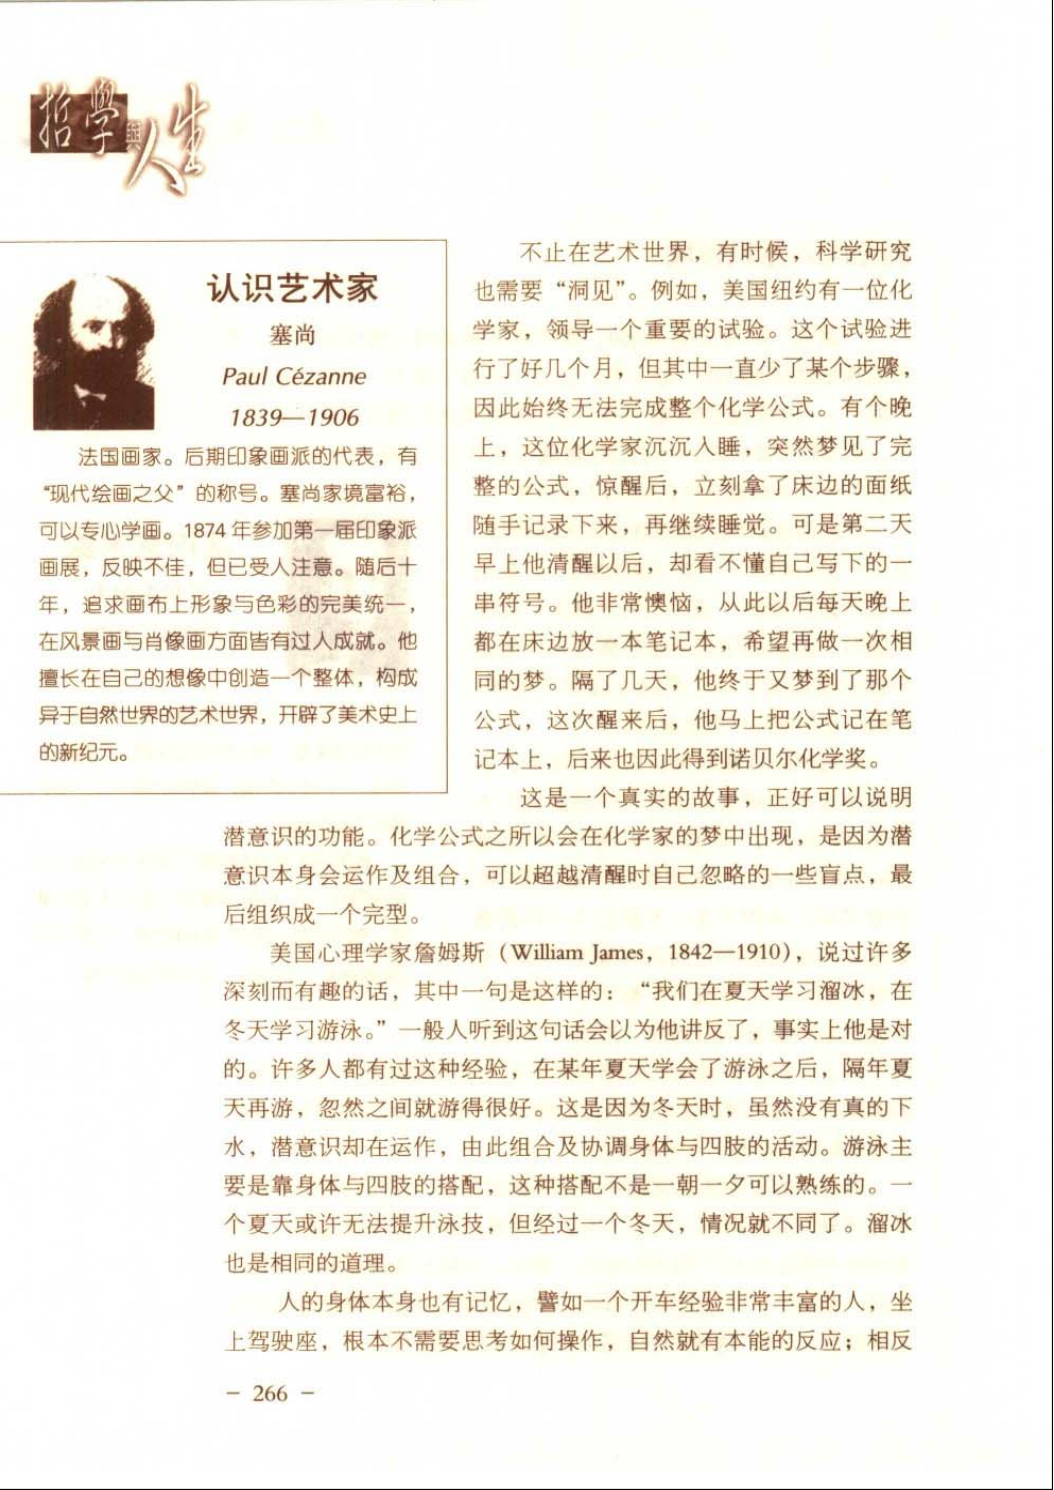 哲學與人生
认识艺术家
塞尚
Paul Cézanne
1839—1906
法国画家。后期印象画派的代表，有
“现代绘画之父”的称号。塞尚家境富裕，
可以专心学画。1874年参加第一届印象派
画展，反映不佳，但已受人注意。随后十
年，追求画布上形象与色彩的完美统一，
在风景画与肖像画方面皆有过人成就。他
擅长在自己的想像中创造一个整体，构成
异于自然世界的艺术世界，开辟了美术史上
的新纪元。
不止在艺术世界，有时候，科学研究
也需要“洞见”。例如，美国纽约有一位化
学家，领导一个重要的试验。这个试验进
行了好几个月，但其中一直少了某个步骤，
因此始终无法完成整个化学公式。有个晚
上，这位化学家沉沉入睡，突然梦见了完
整的公式，惊醒后，立刻拿了床边的面纸
随手记录下来，再继续睡觉。可是第二天
早上他清醒以后，却看不懂自己写下的一
串符号。他非常懊恼，从此以后每天晚上
都在床边放一本笔记本，希望再做一次相
同的梦。隔了几天，他终于又梦到了那个
公式，这次醒来后，他马上把公式记在笔
记本上，后来也因此得到诺贝尔化学奖。
这是一个真实的故事，正好可以说明
潜意识的功能。化学公式之所以会在化学家的梦中出现，是因为潜
意识本身会运作及组合，可以超越清醒时自己忽略的一些盲点，最
后组织成一个完型。
美国心理学家詹姆斯（William James，1842—1910），说过许多
深刻而有趣的话，其中一句是这样的：“我们在夏天学习溜冰，在
冬天学习游泳。”一般人听到这句话会以为他讲反了，事实上他是对
的。许多人都有过这种经验，在某年夏天学会了游泳之后，隔年夏
天再游，忽然之间就游得很好。这是因为冬天时，虽然没有真的下
水，潜意识却在运作，由此组合及协调身体与四肢的活动。游泳主
要是靠身体与四肢的搭配，这种搭配不是一朝一夕可以熟练的。一
个夏天或许无法提升泳技，但经过一个冬天，情况就不同了。溜冰
也是相同的道理。
人的身体本身也有记忆，譬如一个开车经验非常丰富的人，坐
上驾驶座，根本不需要思考如何操作，自然就有本能的反应；相反
- 266 -